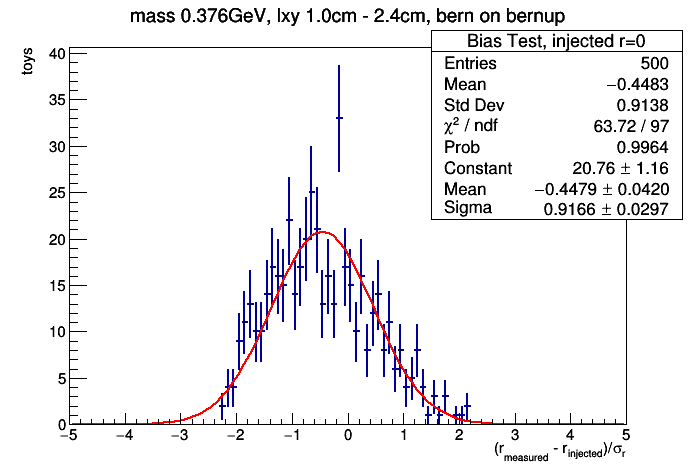 mass 0.376GeV, lxy 1.0cm - 2.4cm, bern on bernup
Bias Test, injected r=0
Entries 500
Mean −0.4483
Std Dev 0.9138
χ² / ndf 63.72 / 97
Prob 0.9964
Constant 20.76 ± 1.16
Mean −0.4479 ± 0.0420
Sigma 0.9166 ± 0.0297
toys
40
35
30
25
20
15
10
5
0
−5 −4 −3 −2 −1 0 1 2 3 4 5
(r_measured - r_injected)/σ_r